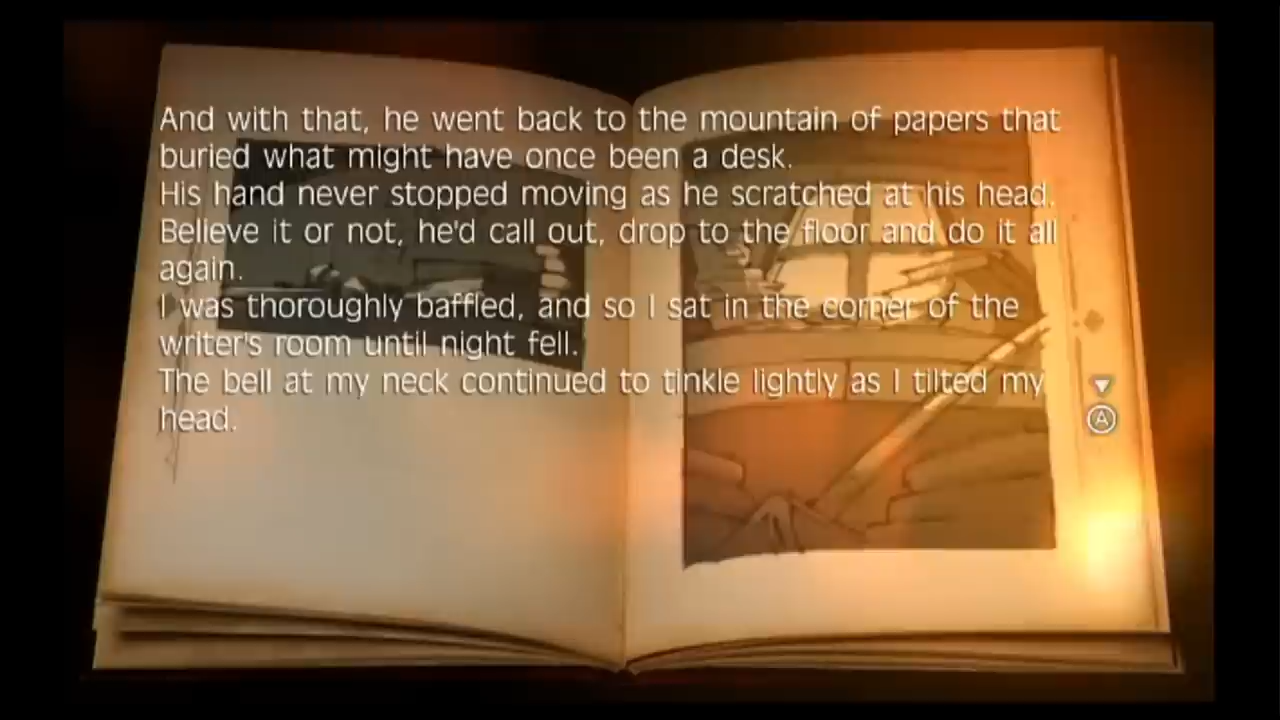 And with that, he went back to the mountain of papers that
buried what might have once been a desk.
His hand never stopped moving as he scratched at his head.
Believe it or not, he'd call out, drop to the floor and do it all
again.
I was thoroughly baffled, and so I sat in the corner of the
writer's room until night fell.
The bell at my neck continued to tinkle lightly as I tilted my
head.
A